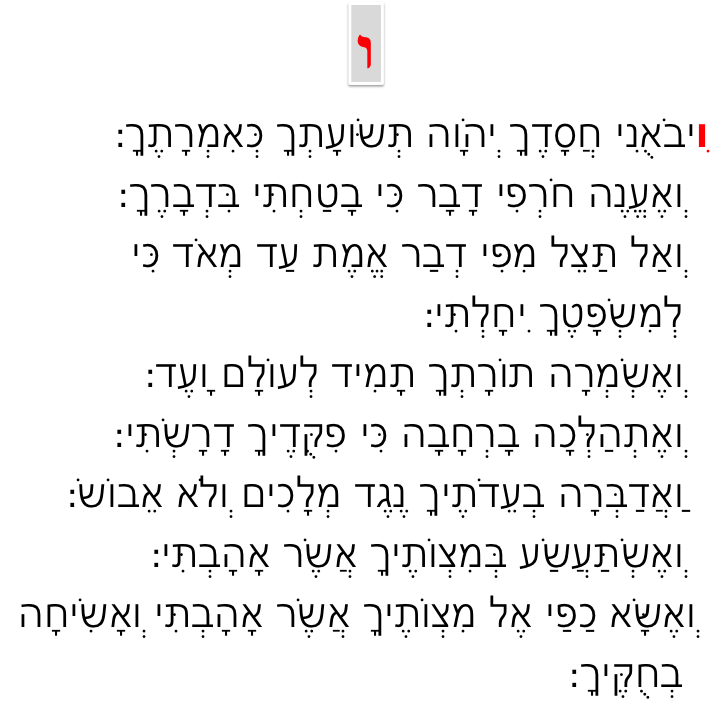 ו
וִיבֹאֻנִי חֲסָדֶךָ יְהֹוָה תְּשׁוּעָתְךָ כְּאִמְרָתֶךָ׃
וְאֶעֱנֶה חֹרְפִי דָבָר כִּי בָטַחְתִּי בִּדְבָרֶךָ׃
וְאַל תַּצֵּל מִפִּי דְבַר אֱמֶת עַד מְאֹד כִּי
לְמִשְׁפָּטֶךָ יִחָלְתִּי׃
וְאֶשְׁמְרָה תוֹרָתְךָ תָמִיד לְעוֹלָם וָעֶד׃
וְאֶתְהַלְּכָה בָרְחָבָה כִּי פִקֻּדֶיךָ דָרָשְׁתִּי׃
וַאֲדַבְּרָה בְעֵדֹתֶיךָ נֶגֶד מְלָכִים וְלֹא אֵבוֹשׁ׃
וְאֶשְׁתַּעֲשַׁע בְּמִצְוֹתֶיךָ אֲשֶׁר אָהָבְתִּי׃
וְאֶשָּׂא כַפַּי אֶל מִצְוֹתֶיךָ אֲשֶׁר אָהָבְתִּי וְאָשִׂיחָה
בְחֻקֶּיךָ׃